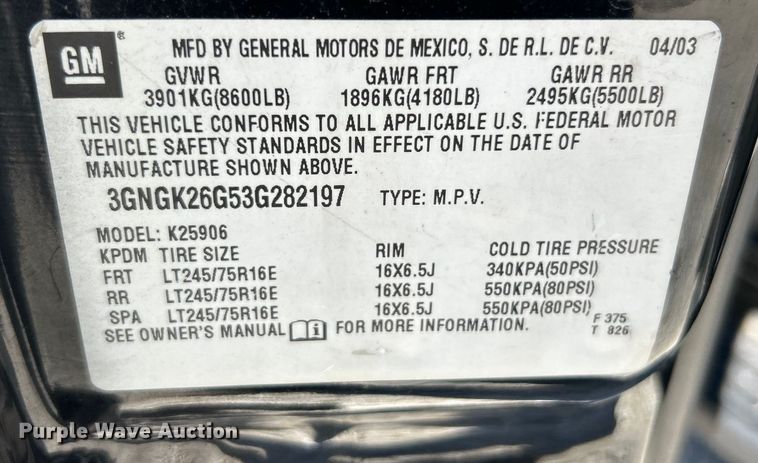 GM ®
MFD BY GENERAL MOTORS DE MEXICO, S. DE R.L. DE C.V. 04/03
GVWR GAWR FRT GAWR RR
3901KG(8600LB) 1896KG(4180LB) 2495KG(5500LB)
THIS VEHICLE CONFORMS TO ALL APPLICABLE U.S. FEDERAL MOTOR
VEHICLE SAFETY STANDARDS IN EFFECT ON THE DATE OF
MANUFACTURE SHOWN ABOVE.
3GNGK26G53G282197 TYPE: M.P.V.
MODEL: K25906
KPDM TIRE SIZE RIM COLD TIRE PRESSURE
FRT LT245/75R16E 16X6.5J 340KPA(50PSI)
RR LT245/75R16E 16X6.5J 550KPA(80PSI)
SPA LT245/75R16E 16X6.5J 550KPA(80PSI)
SEE OWNER'S MANUAL i FOR MORE INFORMATION.
F 375
T 826
Purple Wave Auction